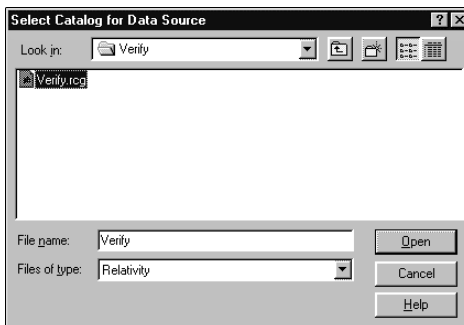 Select Catalog for Data Source
Look in: Verify
Verify.rcg
File name: Verify
Open
Files of type: Relativity
Cancel
Help